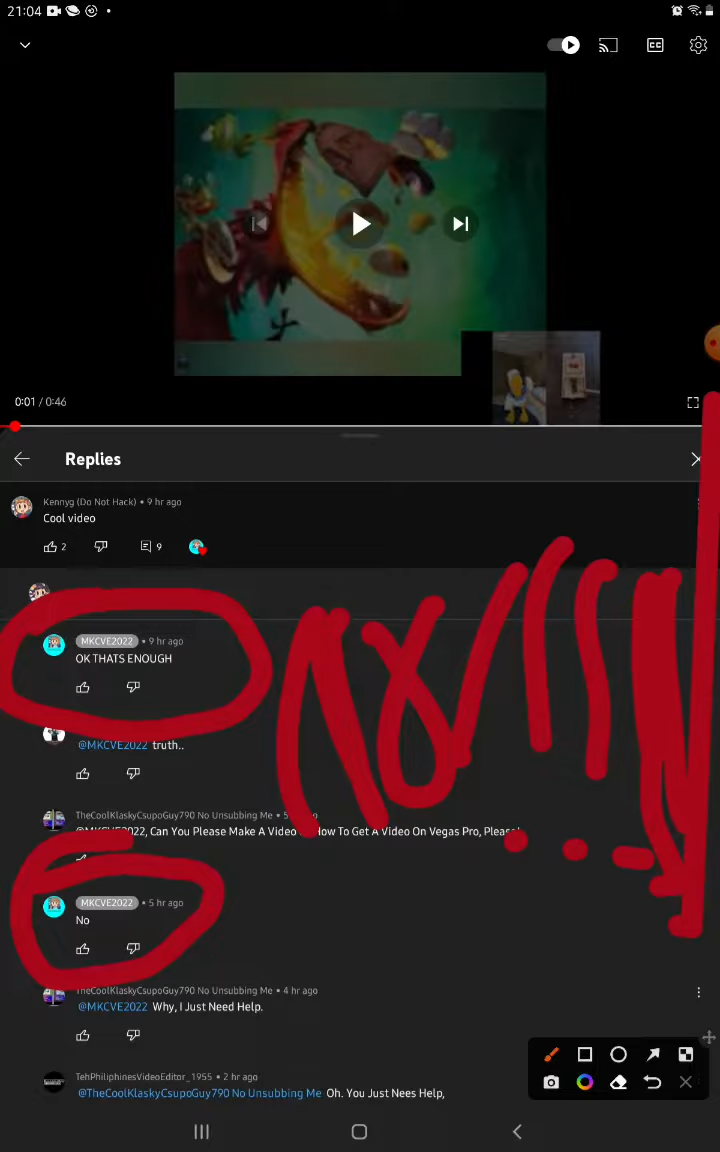 21:04
CC
0:01 / 0:46
Replies
Kennyg (Do Not Hack) • 9 hr ago
Cool video
2
9
MKCVE2022 • 9 hr ago
OK THATS ENOUGH
@MKCVE2022 truth..
TheCoolKlaskyCsupoGuy790 No Unsubbing Me • 5
@MKCVE2022, Can You Please Make A Video How To Get A Video On Vegas Pro, Please
MKCVE2022 • 5 hr ago
No
TheCoolKlaskyCsupoGuy790 No Unsubbing Me • 4 hr ago
@MKCVE2022 Why, I Just Need Help.
TehPhiliphinesVideoEditor_1955 • 2 hr ago
@TheCoolKlaskyCsupoGuy790 No Unsubbing Me Oh. You Just Nees Help,